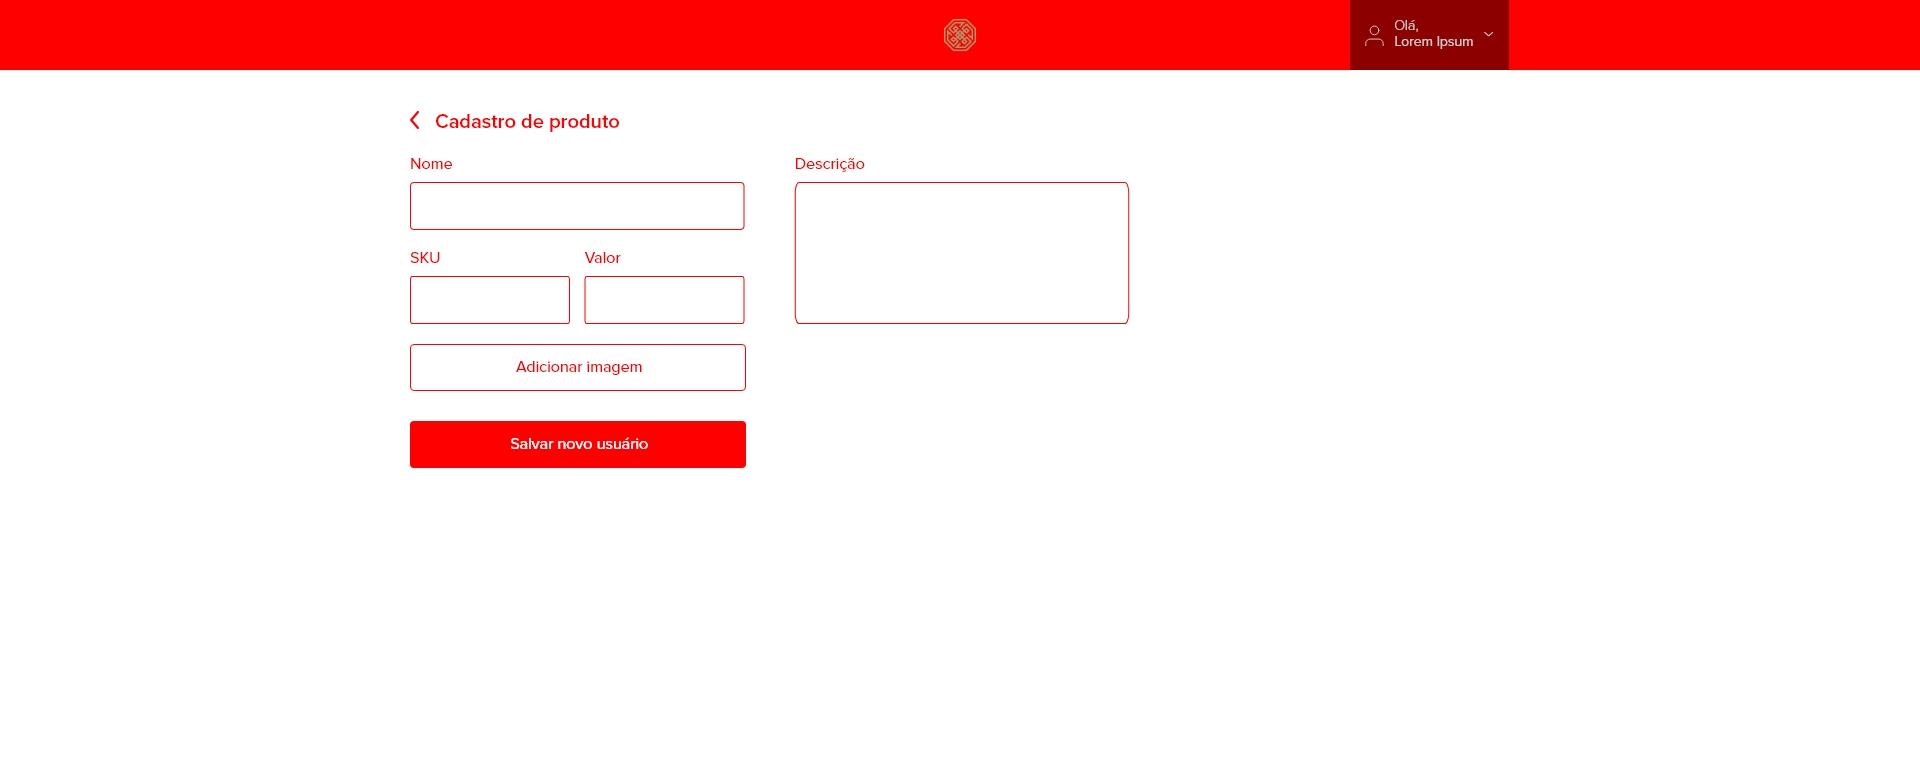 Olá,
Lorem Ipsum
Cadastro de produto
Nome
Descrição
SKU
Valor
Adicionar imagem
Salvar novo usuário